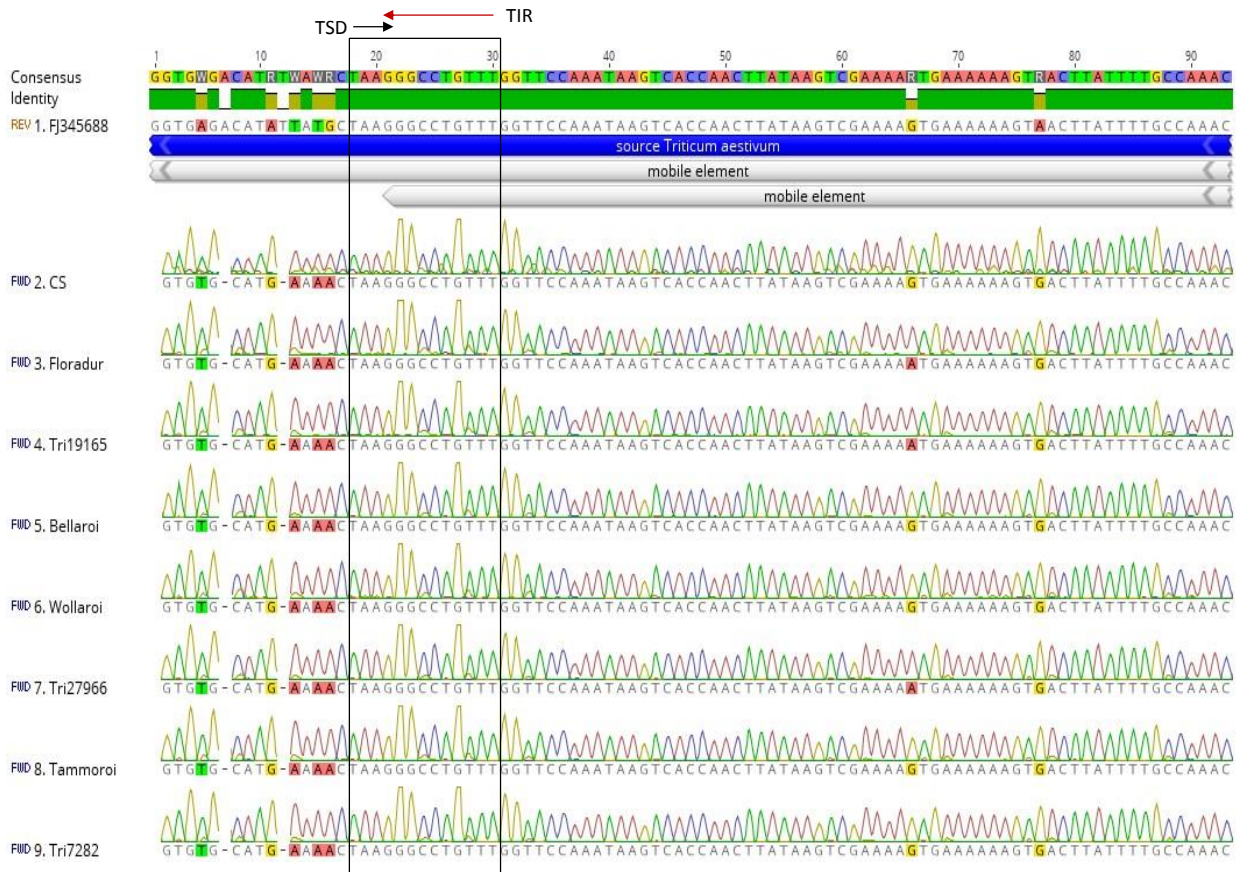 TSD TIR
1 10 20 30 40 50 60 70 80 90
Consensus GGTGWGACATRTWAWRCTAAGGGCCTGTTTGGTTCCAAATAAGTCACCAACTTATAAGTCGAAAARTGAAAAAAGTRACTTATTTTGCCAAAC
Identity
REV 1. FJ345688 GGTGAGACATATTATGCTAAGGGCCTGTTTGGTTCCAAATAAGTCACCAACTTATAAGTCGAAAAGTGAAAAAAGTAACTTATTTTGCCAAAC
source Triticum aestivum
mobile element
mobile element
FWD 2. CS GTGTG-CATG-AAAACTAAGGGCCTGTTTGGTTCCAAATAAGTCACCAACTTATAAGTCGAAAAGTGAAAAAAGTGACTTATTTTGCCAAAC
FWD 3. Floradur GTGTG-CATG-AAAACTAAGGGCCTGTTTGGTTCCAAATAAGTCACCAACTTATAAGTCGAAAAATGAAAAAAGTGACTTATTTTGCCAAAC
FWD 4. Tri19165 GTGTG-CATG-AAAACTAAGGGCCTGTTTGGTTCCAAATAAGTCACCAACTTATAAGTCGAAAAATGAAAAAAGTGACTTATTTTGCCAAAC
FWD 5. Bellaroi GTGTG-CATG-AAAACTAAGGGCCTGTTTGGTTCCAAATAAGTCACCAACTTATAAGTCGAAAAGTGAAAAAAGTGACTTATTTTGCCAAAC
FWD 6. Wollaroi GTGTG-CATG-AAAACTAAGGGCCTGTTTGGTTCCAAATAAGTCACCAACTTATAAGTCGAAAAGTGAAAAAAGTGACTTATTTTGCCAAAC
FWD 7. Tri27966 GTGTG-CATG-AAAACTAAGGGCCTGTTTGGTTCCAAATAAGTCACCAACTTATAAGTCGAAAAATGAAAAAAGTGACTTATTTTGCCAAAC
FWD 8. Tammoroi GTGTG-CATG-AAAACTAAGGGCCTGTTTGGTTCCAAATAAGTCACCAACTTATAAGTCGAAAAGTGAAAAAAGTGACTTATTTTGCCAAAC
FWD 9. Tri7282 GTGTG-CATG-AAAACTAAGGGCCTGTTTGGTTCCAAATAAGTCACCAACTTATAAGTCGAAAAGTGAAAAAAGTGACTTATTTTGCCAAAC